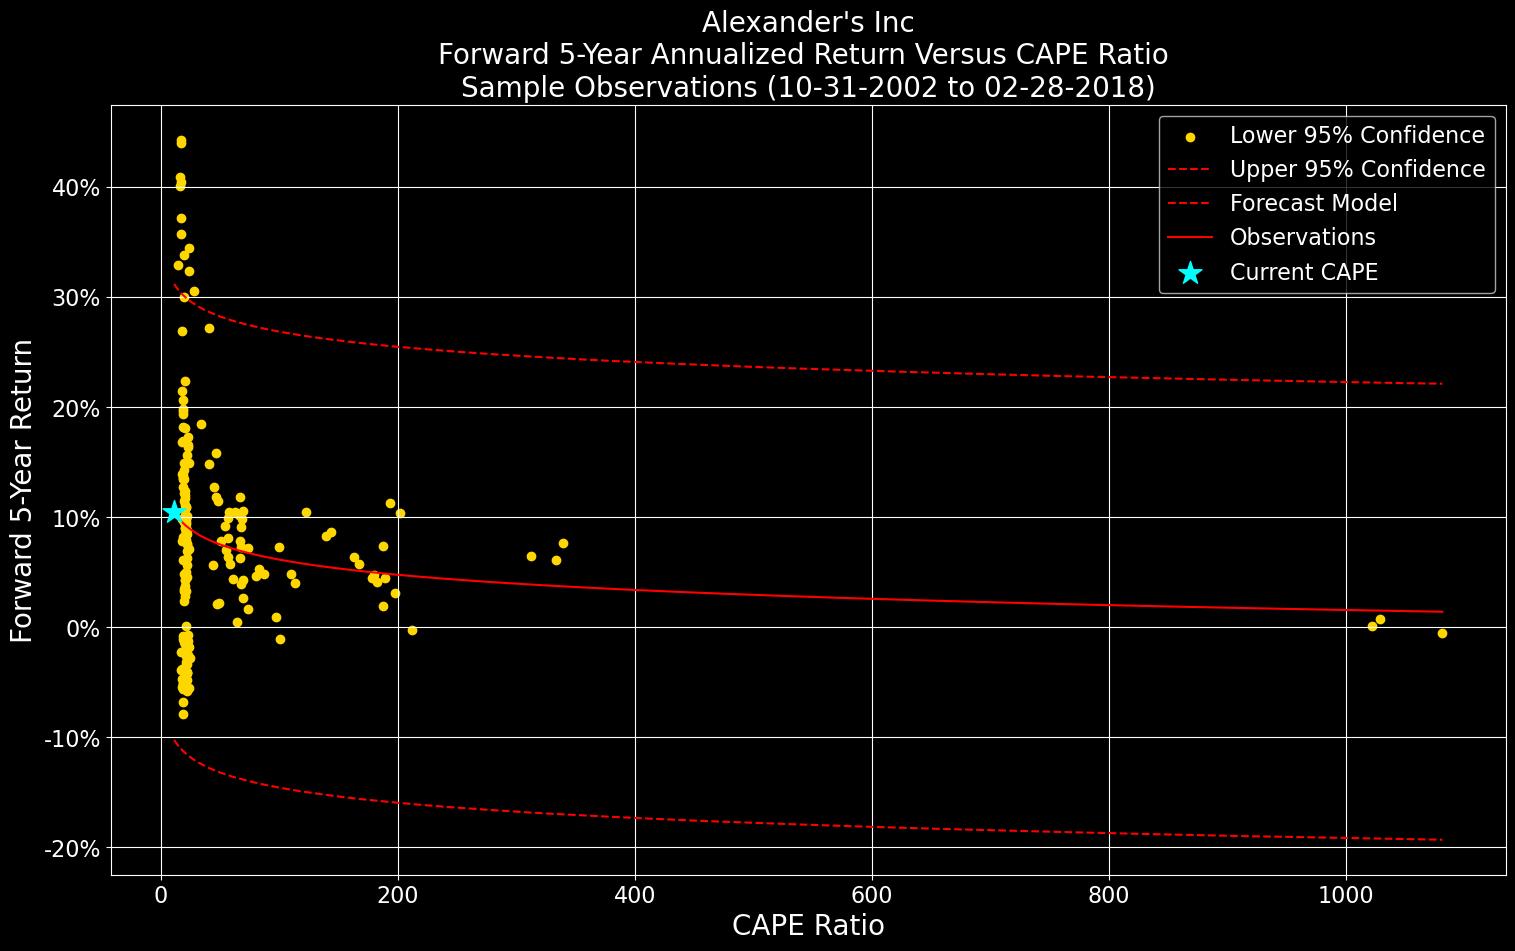 Alexander's Inc
Forward 5-Year Annualized Return Versus CAPE Ratio
Sample Observations (10-31-2002 to 02-28-2018)
Lower 95% Confidence
Upper 95% Confidence
Forecast Model
Observations
Current CAPE
Forward 5-Year Return
40%
30%
20%
10%
0%
-10%
-20%
0 200 400 600 800 1000
CAPE Ratio